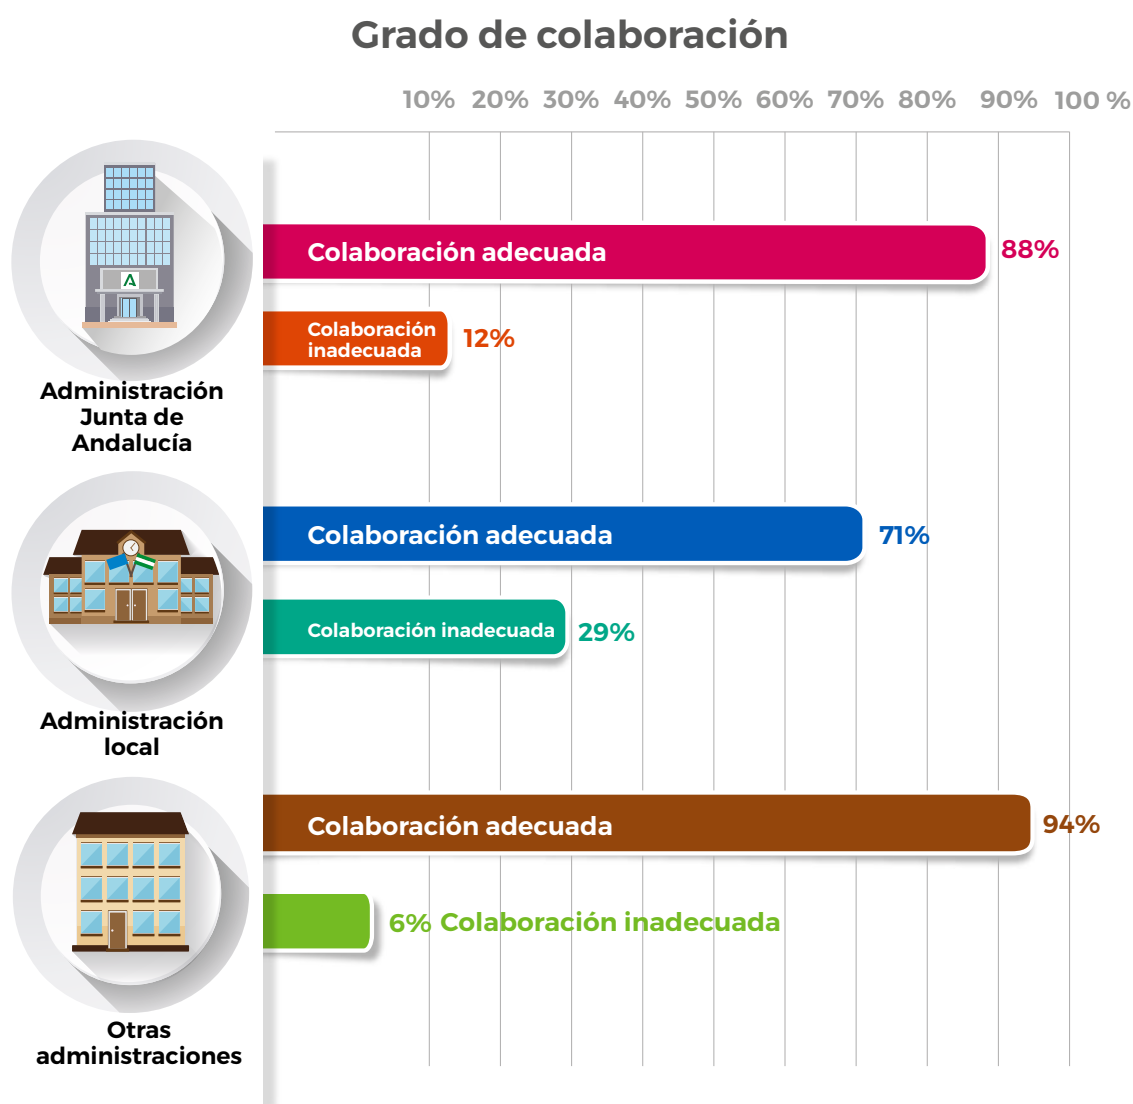 Grado de colaboración
10% 20% 30% 40% 50% 60% 70% 80% 90% 100 %
Colaboración adecuada 88%
Colaboración
inadecuada 12%
Administración
Junta de
Andalucía
Colaboración adecuada 71%
Colaboración inadecuada 29%
Administración
local
Colaboración adecuada 94%
6% Colaboración inadecuada
Otras
administraciones